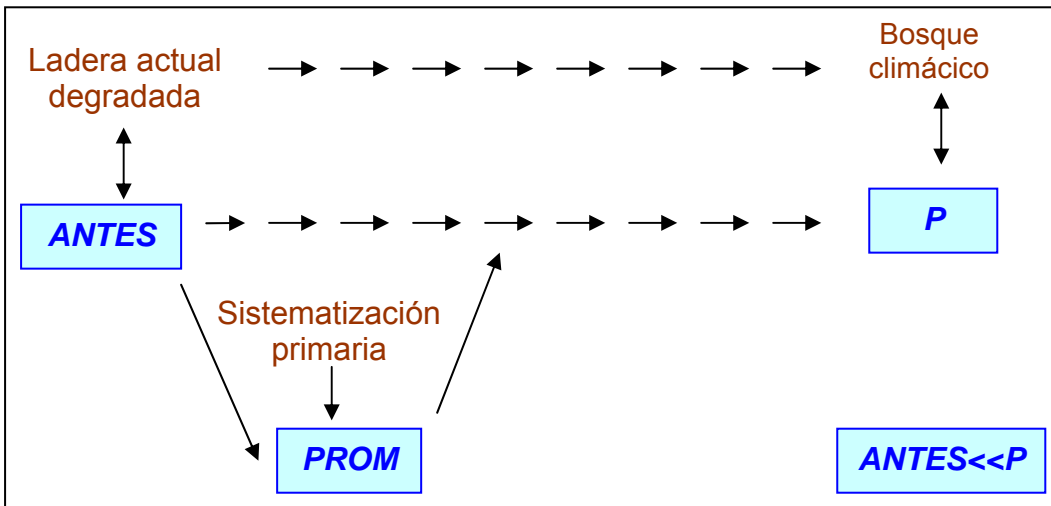 Ladera actual
degradada
Bosque
climácico
ANTES
P
Sistematización
primaria
PROM
ANTES<<P